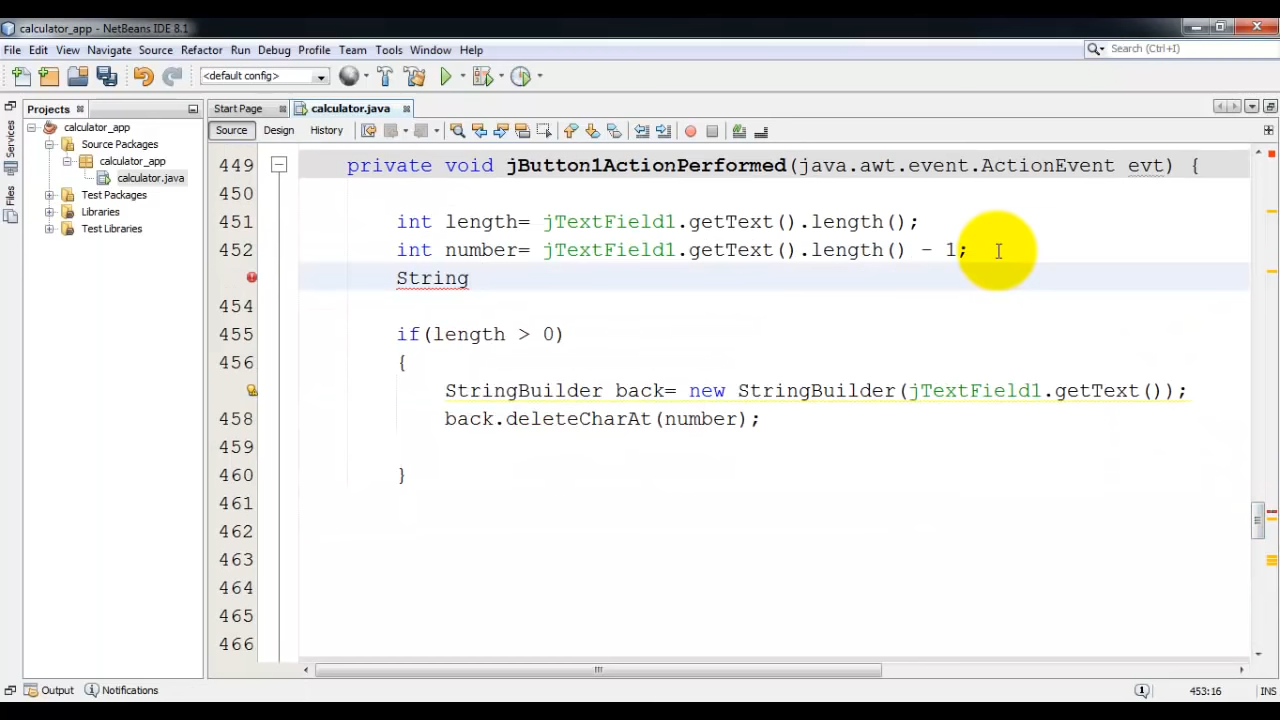 calculator_app - NetBeans IDE 8.1
File Edit View Navigate Source Refactor Run Debug Profile Team Tools Window Help
Search (Ctrl+I)
<default config>
Projects
Start Page
calculator.java
Source Design History
Services
Files
calculator_app
Source Packages
calculator_app
calculator.java
Test Packages
Libraries
Test Libraries
449 private void jButton1ActionPerformed(java.awt.event.ActionEvent evt) {
450
451 int length= jTextField1.getText().length();
452 int number= jTextField1.getText().length() - 1;
String
454
455 if(length > 0)
456 {
StringBuilder back= new StringBuilder(jTextField1.getText());
458 back.deleteCharAt(number);
459
460 }
461
462
463
464
465
466
Output Notifications
1
453:16 INS